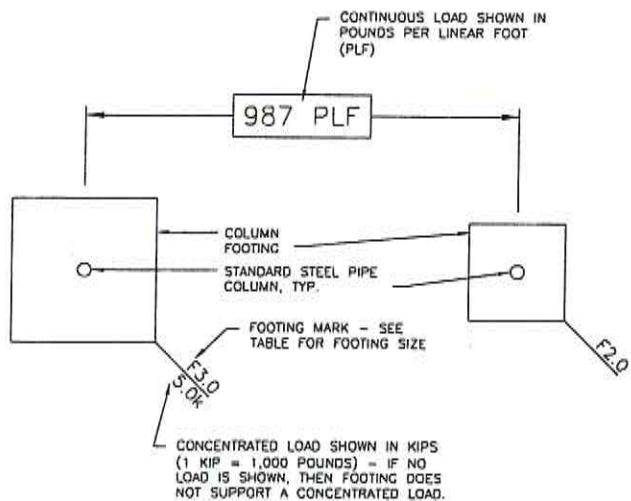 CONTINUOUS LOAD SHOWN IN
POUNDS PER LINEAR FOOT
(PLF)
987 PLF
COLUMN
FOOTING
STANDARD STEEL PIPE
COLUMN, TYP.
FOOTING MARK – SEE
TABLE FOR FOOTING SIZE
F3.0
5.0k
F2.0
CONCENTRATED LOAD SHOWN IN KIPS
(1 KIP = 1,000 POUNDS) – IF NO
LOAD IS SHOWN, THEN FOOTING DOES
NOT SUPPORT A CONCENTRATED LOAD.